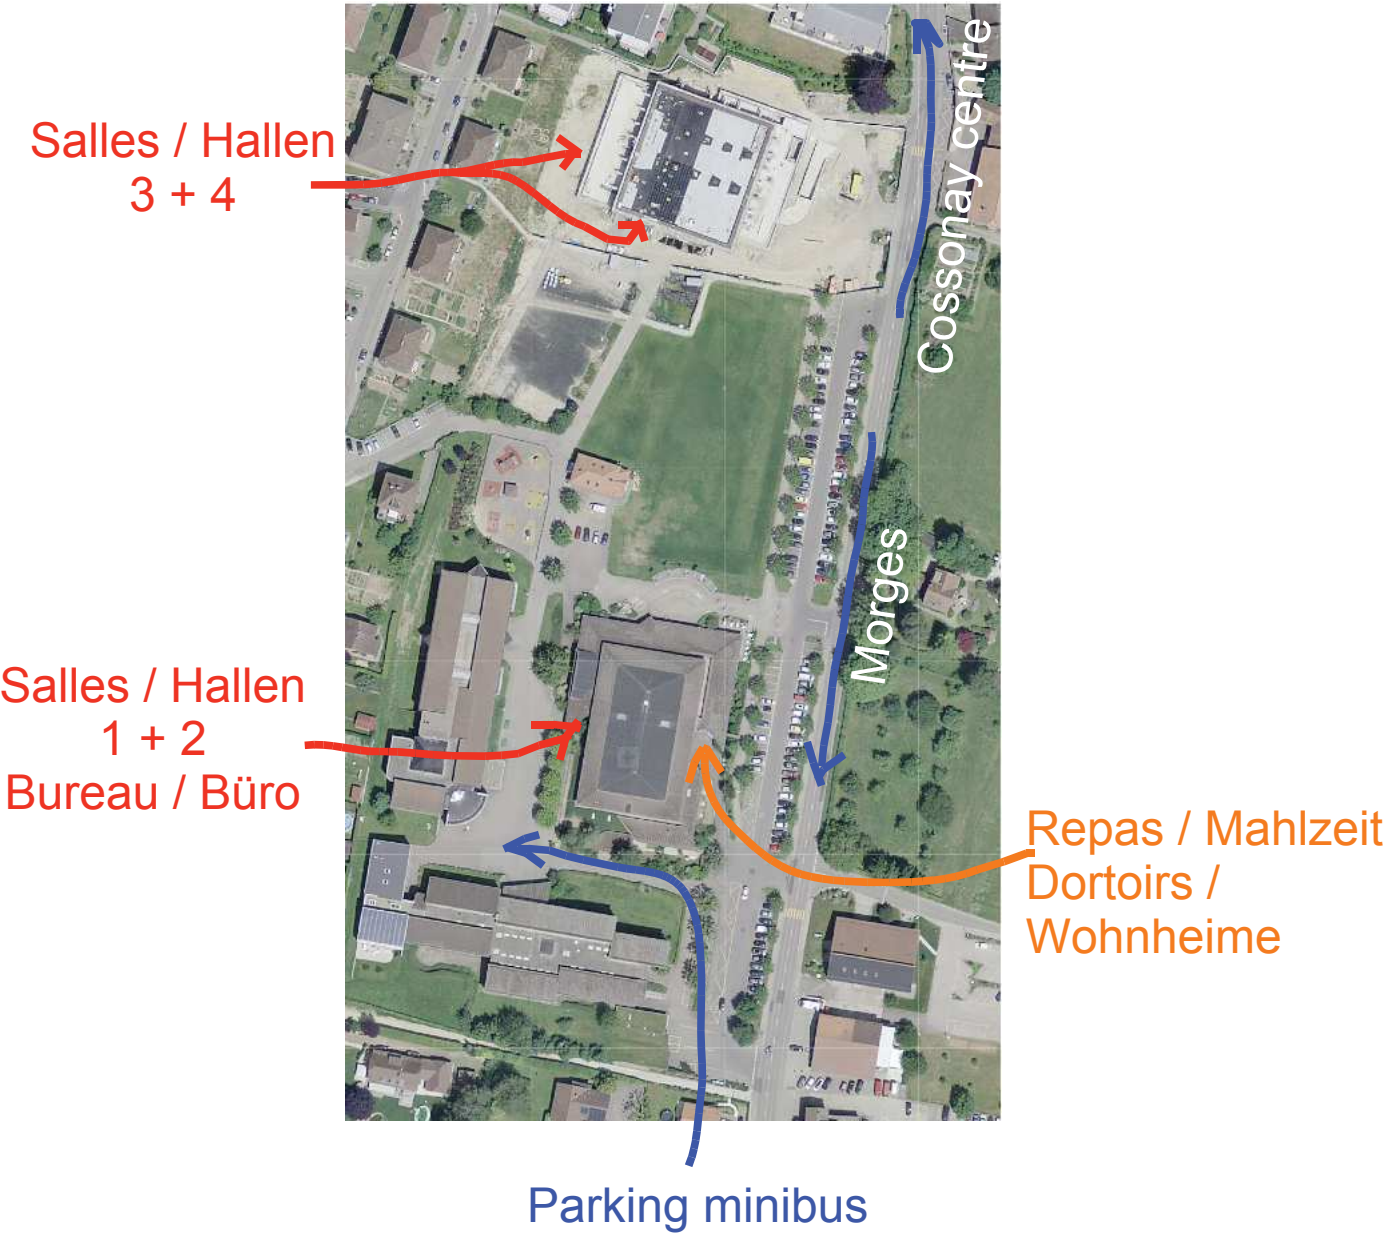 Cossonay centre
Salles / Hallen
3 + 4
Morges
Salles / Hallen
1 + 2
Bureau / Büro
Repas / Mahlzeit
Dortoirs /
Wohnheime
Parking minibus